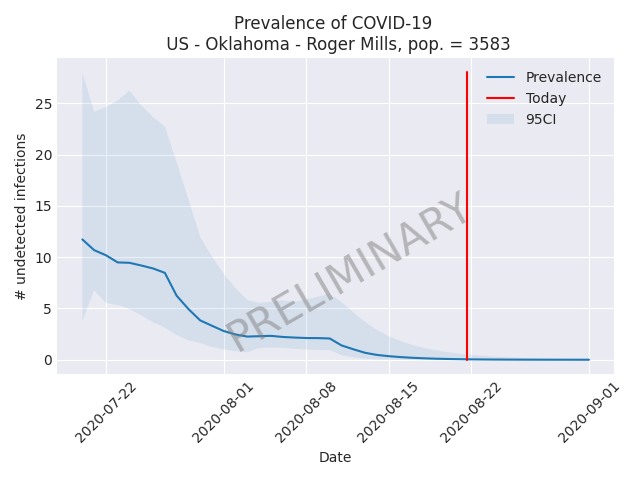 Prevalence of COVID-19
US - Oklahoma - Roger Mills, pop. = 3583
Prevalence
Today
95CI
PRELIMINARY
# undetected infections
25
20
15
10
5
0
2020-07-22
2020-08-01
2020-08-08
2020-08-15
2020-08-22
2020-09-01
Date